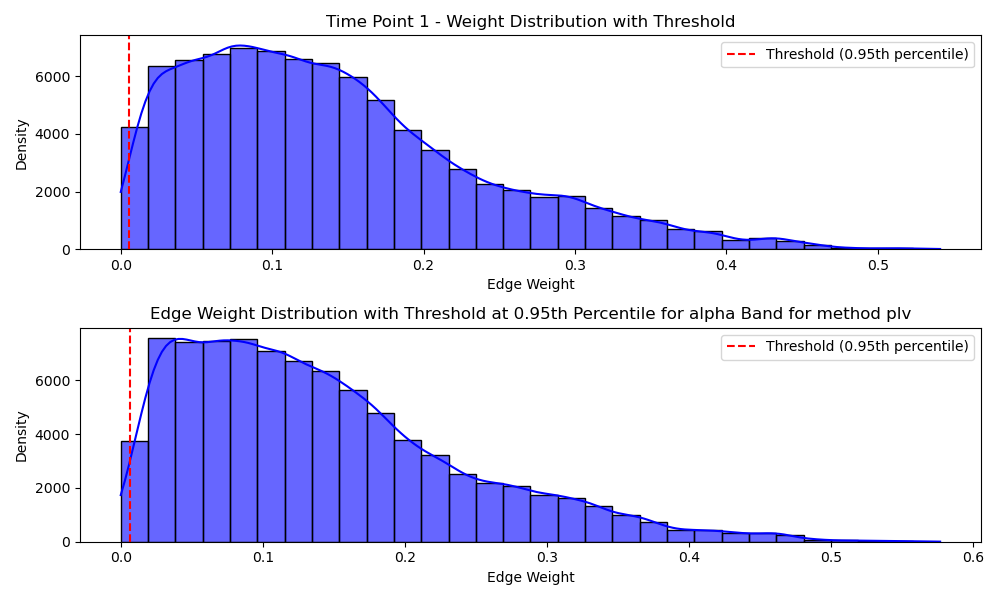 Time Point 1 - Weight Distribution with Threshold
Threshold (0.95th percentile)
Density
6000
4000
2000
0
0.0 0.1 0.2 0.3 0.4 0.5
Edge Weight
Edge Weight Distribution with Threshold at 0.95th Percentile for alpha Band for method plv
Threshold (0.95th percentile)
Density
6000
4000
2000
0
0.0 0.1 0.2 0.3 0.4 0.5 0.6
Edge Weight